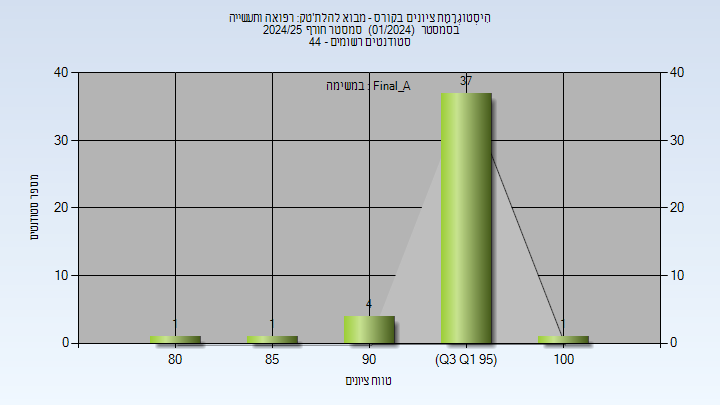 הִיסְטוֹגְרַמַּת ציונים בקורס - מבוא להלת'טק: רפואה ותעשייה
בסמסטר (01/2024) סמסטר חורף 2024/25
סטודנטים רשומים - 44
במשימה : Final_A
40 40
30 30
20 20
10 10
0 0
מספר סטודנטים
1 1 4 37 1
80 85 90 (Q3 Q1 95) 100
טווח ציונים